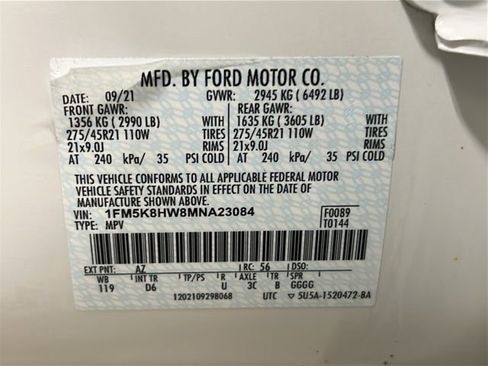 MFD. BY FORD MOTOR CO.
DATE: 09/21 GVWR: 2945 KG ( 6492 LB)
FRONT GAWR: REAR GAWR:
1356 KG ( 2990 LB) WITH 1635 KG ( 3605 LB) WITH
275/45R21 110W TIRES 275/45R21 110W TIRES
21x9.0J RIMS 21x9.0J RIMS
AT 240 kPa/ 35 PSI COLD AT 240 kPa/ 35 PSI COLD
THIS VEHICLE CONFORMS TO ALL APPLICABLE FEDERAL MOTOR
VEHICLE SAFETY STANDARDS IN EFFECT ON THE DATE OF
MANUFACTURE SHOWN ABOVE.
VIN: 1FM5K8HW8MNA23084 F0089
TYPE: MPV T0144
EXT PNT: AZ RC: 56 DSO:
WB INT TR TP/PS R AXLE TR SPR
119 D6 U 3C B GGGG
1202109298068 UTC 5U5A-1520472-BA